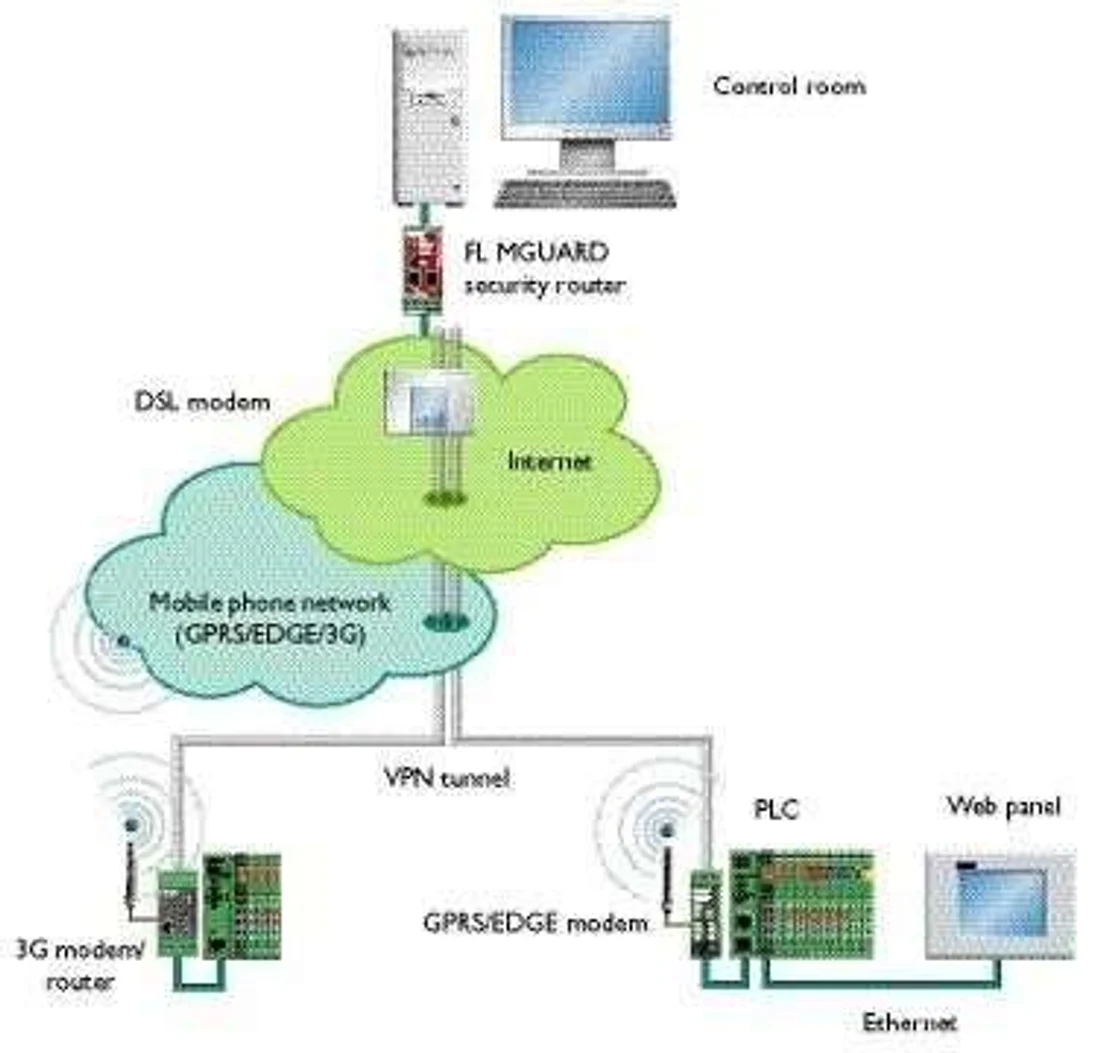 Control room
FL MGUARD
security router
DSL modem
Internet
Mobile phone network
(GPRS/EDGE/3G)
VPN tunnel
PLC
Web panel
GPRS/EDGE modem
3G modem/
router
Ethernet